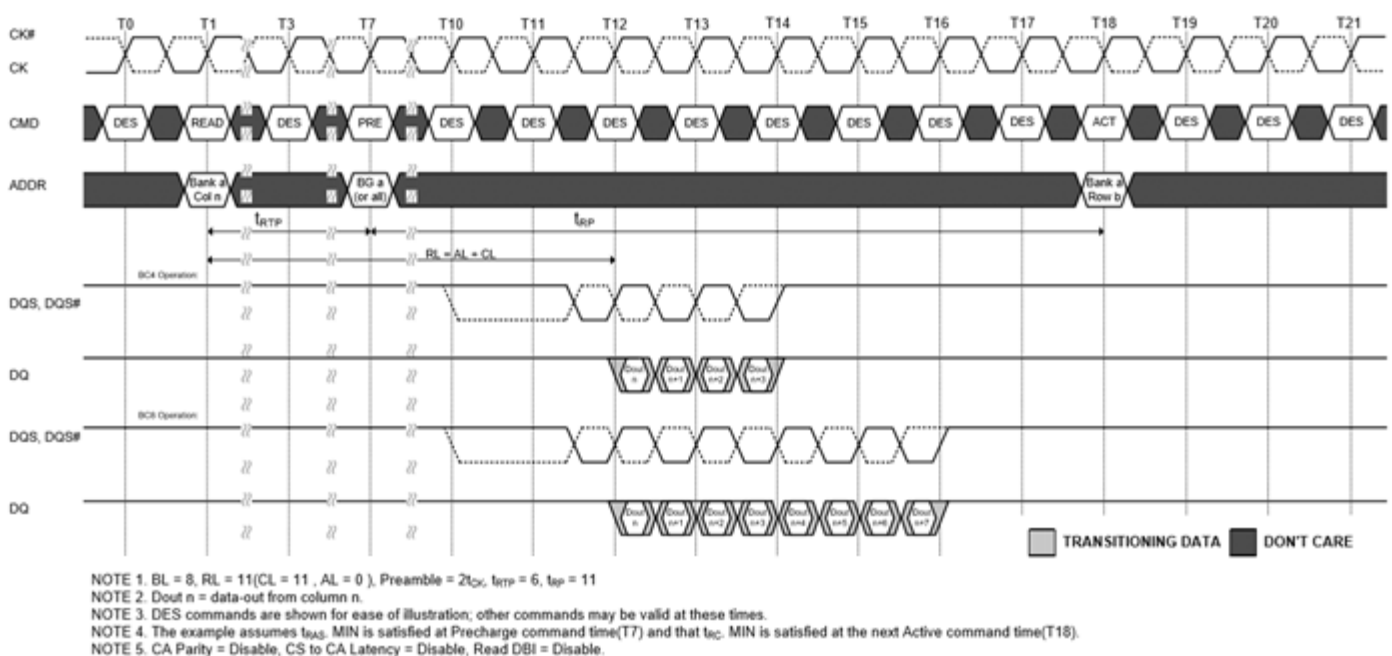 T0 T1 T3 T7 T10 T11 T12 T13 T14 T15 T16 T17 T18 T19 T20 T21
CK#
CK
CMD DES READ DES PRE DES DES DES DES DES DES DES DES ACT DES DES DES
ADDR Bank a Col n BG a (or all) Bank a Row b
tRTP tRP
RL = AL + CL
BC4 Operation:
DQS, DQS#
DQ Dout n Dout n+1 Dout n+2 Dout n+3
BC8 Operation:
DQS, DQS#
DQ Dout n Dout n+1 Dout n+2 Dout n+3 Dout n+4 Dout n+5 Dout n+6 Dout n+7
TRANSITIONING DATA DON'T CARE
NOTE 1. BL = 8, RL = 11(CL = 11 , AL = 0 ), Preamble = 2tCK, tRTP = 6, tRP = 11
NOTE 2. Dout n = data-out from column n.
NOTE 3. DES commands are shown for ease of illustration; other commands may be valid at these times.
NOTE 4. The example assumes tRAS. MIN is satisfied at Precharge command time(T7) and that tRC. MIN is satisfied at the next Active command time(T18).
NOTE 5. CA Parity = Disable, CS to CA Latency = Disable, Read DBI = Disable.